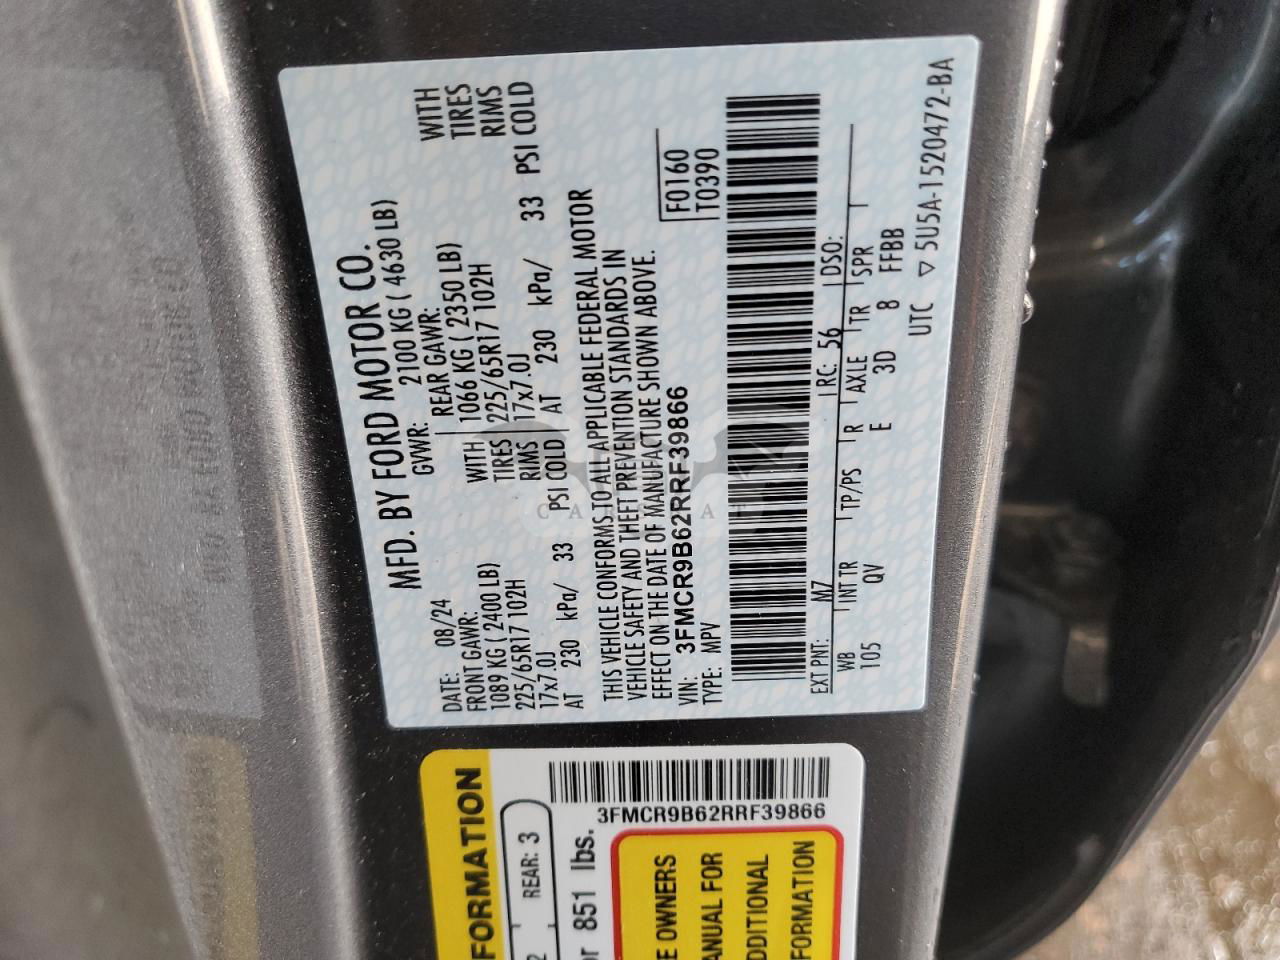 MFD. BY FORD MOTOR CO.
DATE: 08/24 GVWR: 2100 KG ( 4630 LB)
FRONT GAWR: REAR GAWR:
1089 KG ( 2400 LB) WITH 1066 KG ( 2350 LB) WITH
225/65R17 102H TIRES 225/65R17 102H TIRES
17x7.0J RIMS 17x7.0J RIMS
AT 230 kPa/ 33 PSI COLD AT 230 kPa/ 33 PSI COLD
THIS VEHICLE CONFORMS TO ALL APPLICABLE FEDERAL MOTOR
VEHICLE SAFETY AND THEFT PREVENTION STANDARDS IN
EFFECT ON THE DATE OF MANUFACTURE SHOWN ABOVE.
VIN: 3FMCR9B62RRF39866 F0160
TYPE: MPV T0390
EXT PNT: M7 RC: 56 DSO:
WB INT TR TP/PS R AXLE TR SPR
105 QV E 3D 8 FFBB
UTC ▽ 5U5A-1520472-BA
CARS AT
FORMATION
2 REAR: 3
or 851 lbs.
3FMCR9B62RRF39866
E OWNERS
ANUAL FOR
DDITIONAL
FORMATION